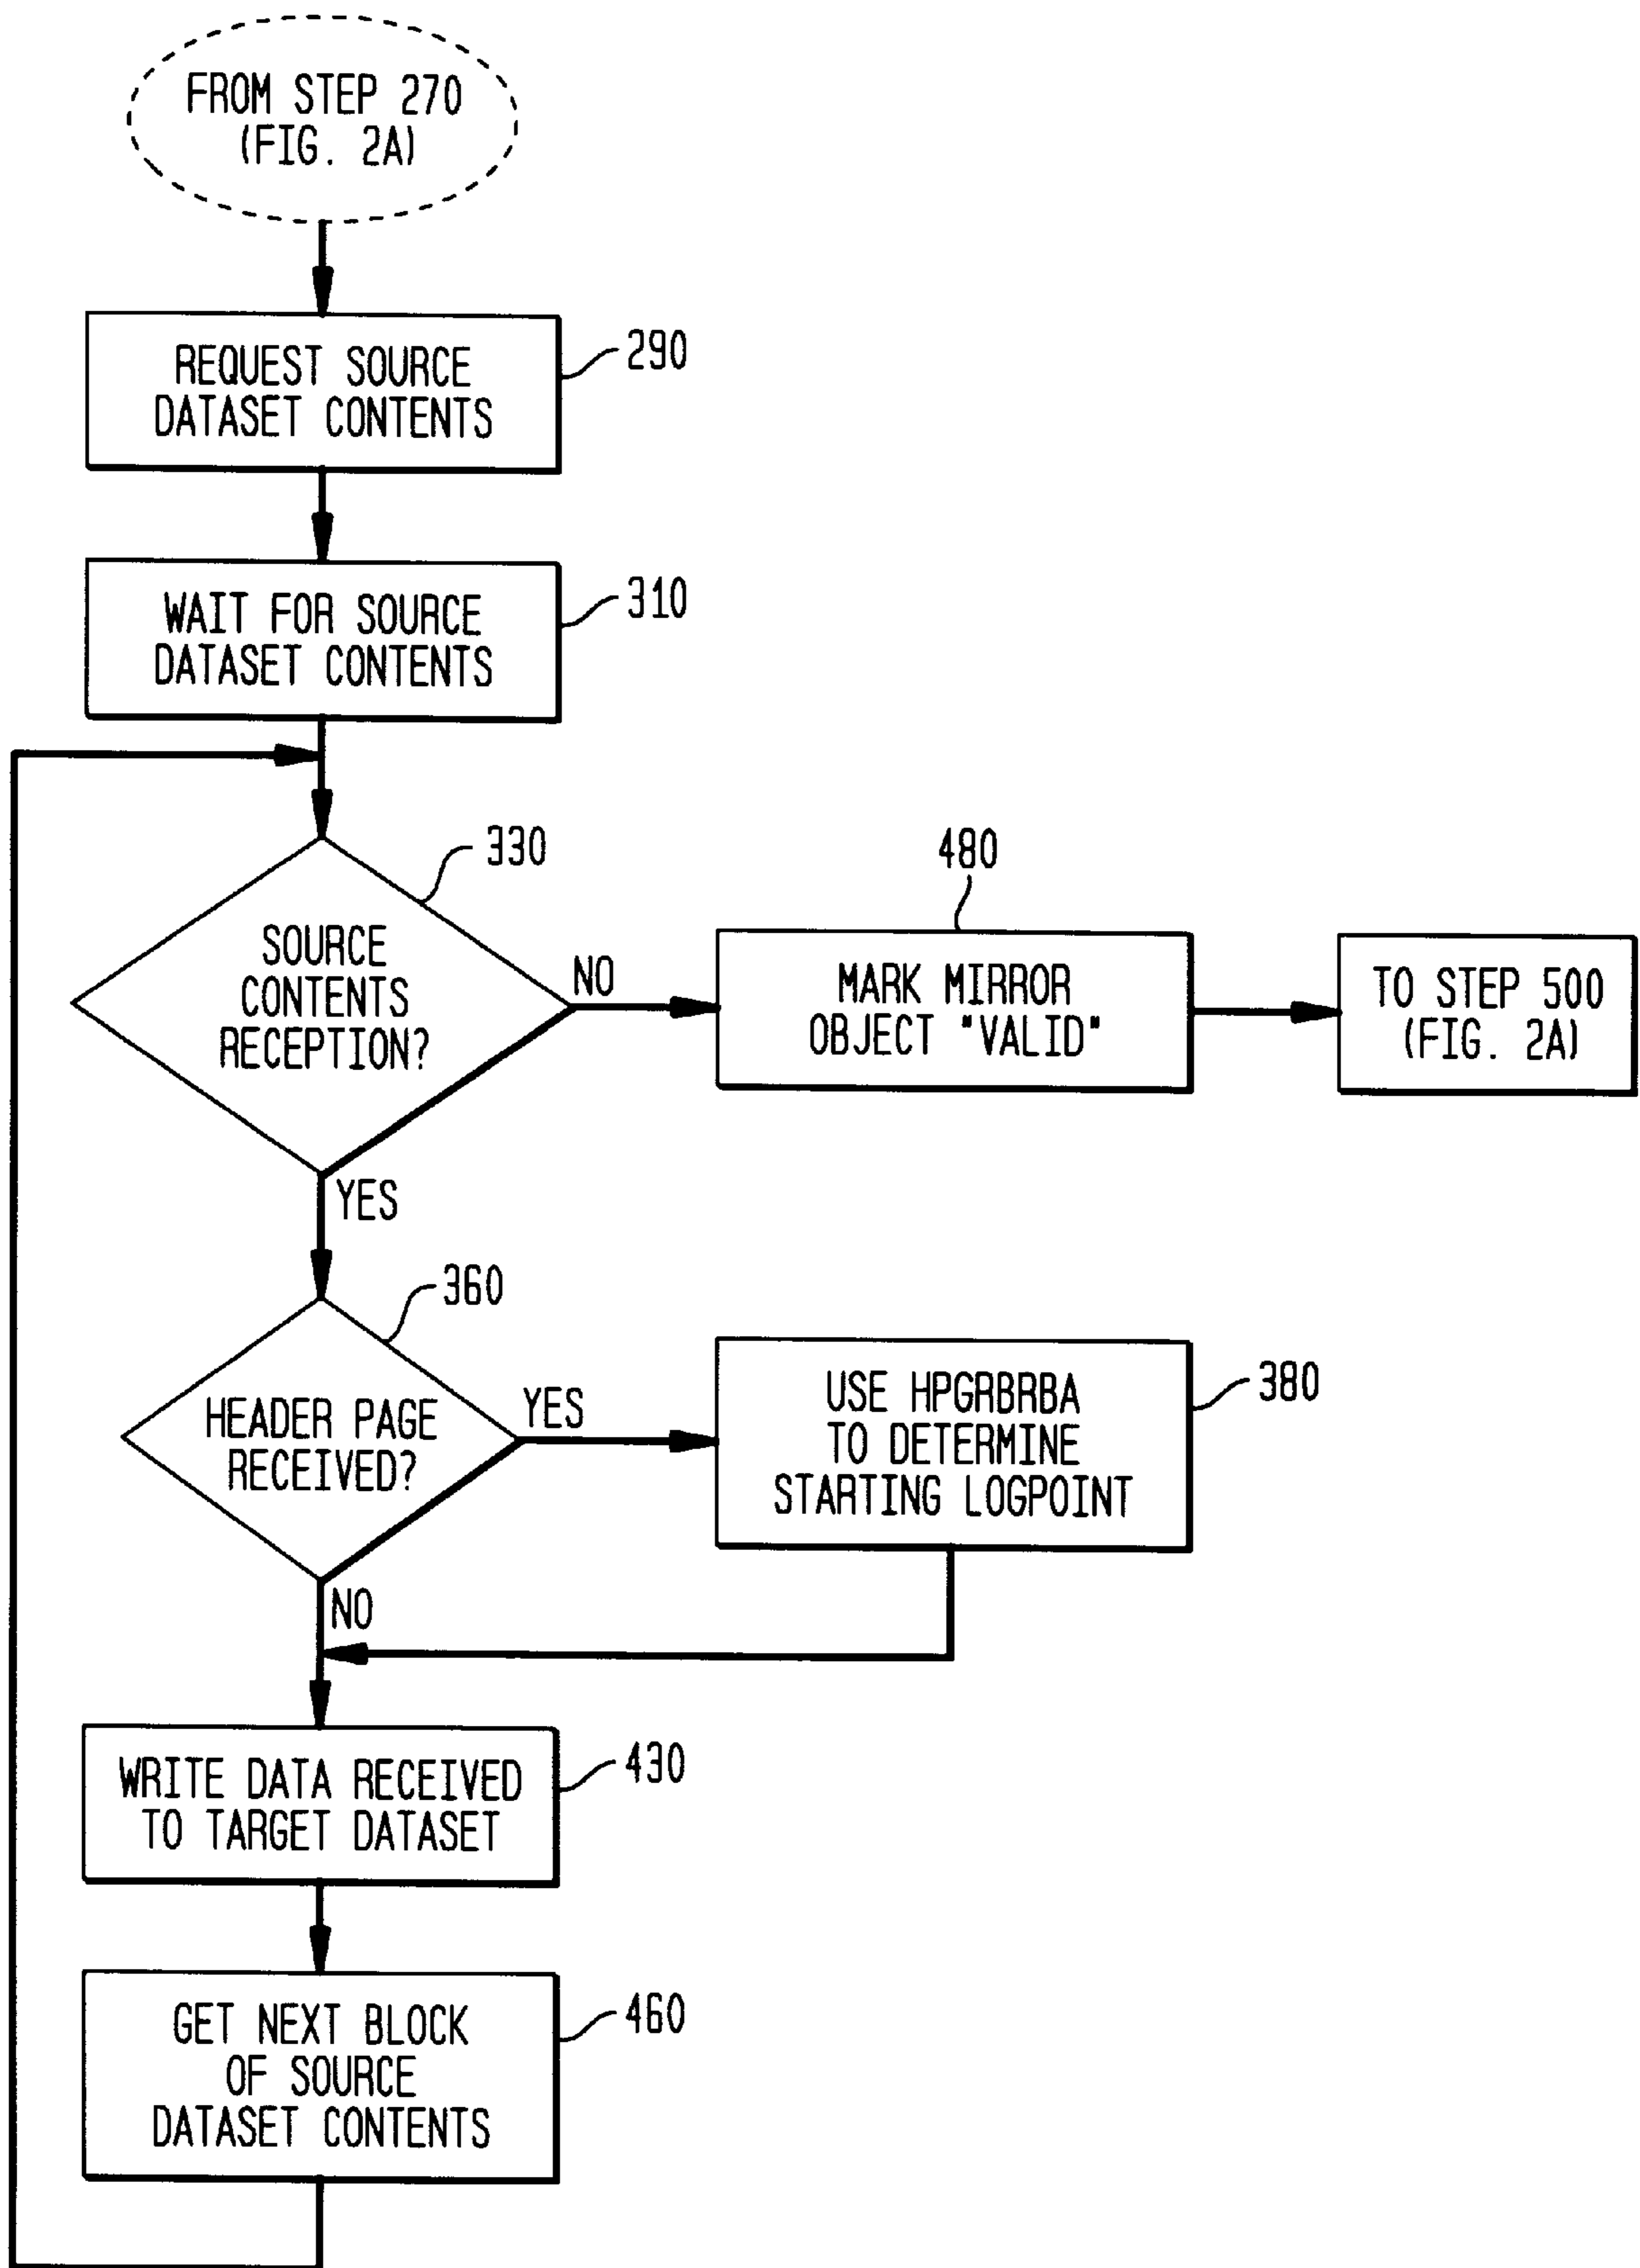 FROM STEP 270
(FIG. 2A)
REQUEST SOURCE
DATASET CONTENTS
290
WAIT FOR SOURCE
DATASET CONTENTS
310
330
SOURCE
CONTENTS
RECEPTION?
NO
YES
480
MARK MIRROR
OBJECT "VALID"
TO STEP 500
(FIG. 2A)
360
HEADER PAGE
RECEIVED?
YES
NO
USE HPGRBRBA
TO DETERMINE
STARTING LOGPOINT
380
WRITE DATA RECEIVED
TO TARGET DATASET
430
GET NEXT BLOCK
OF SOURCE
DATASET CONTENTS
460